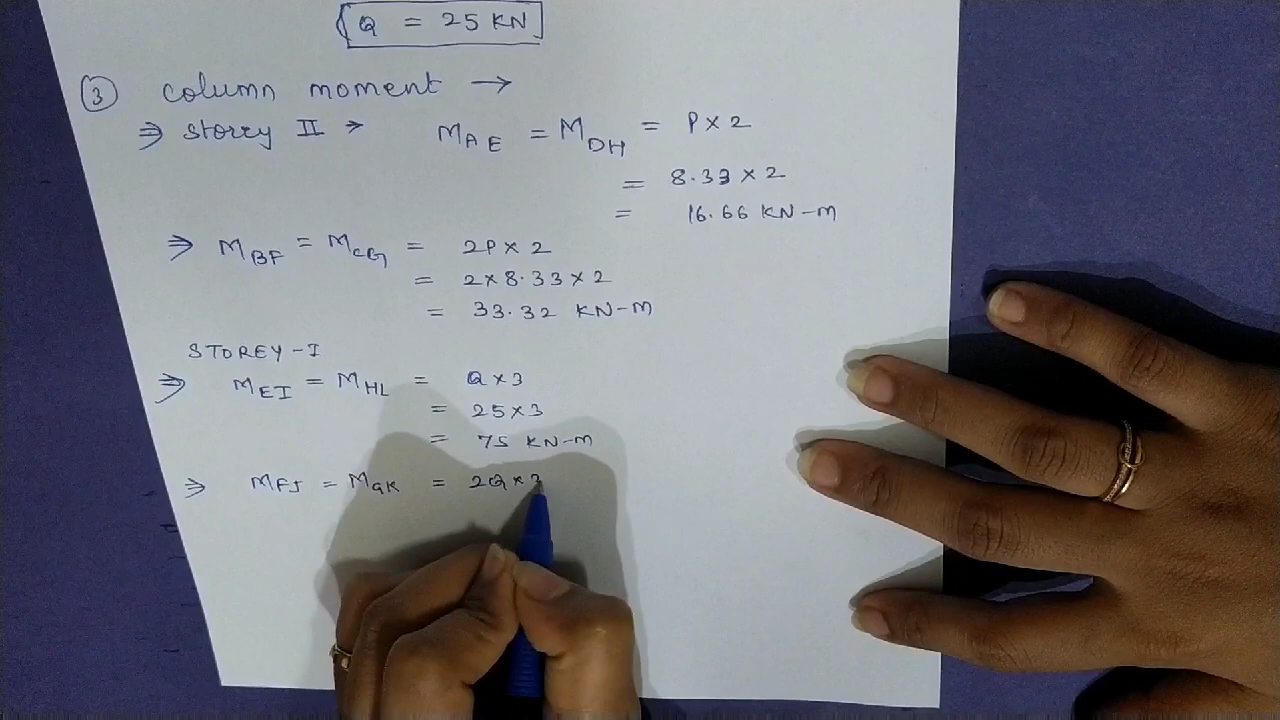 Q = 25 KN
③ column moment →
⇒ storey II → M_AE = M_DH = P×2
= 8.33 × 2
= 16.66 KN-M
⇒ M_BF = M_CG = 2P×2
= 2×8.33×2
= 33.32 KN-M
STOREY-I
⇒ M_EI = M_HL = Q×3
= 25×3
= 75 KN-M
⇒ M_FJ = M_GK = 2Q×3